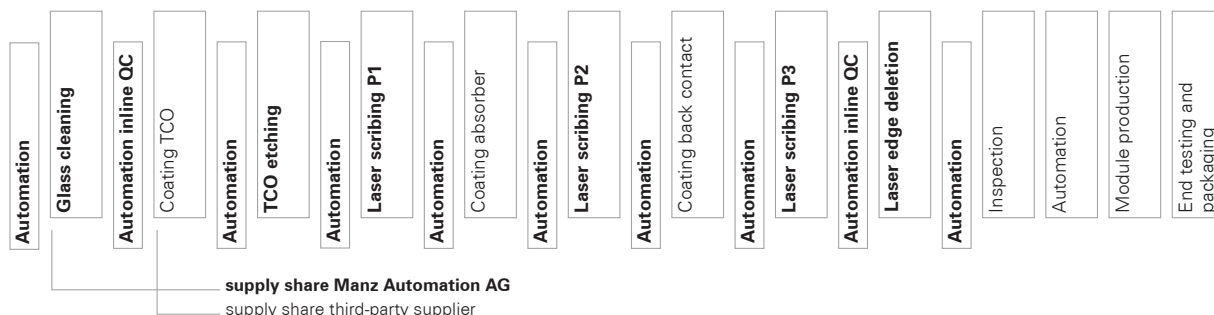 Automation
Glass cleaning
Automation inline QC
Coating TCO
Automation
TCO etching
Automation
Laser scribing P1
Automation
Coating absorber
Automation
Laser scribing P2
Automation
Coating back contact
Automation
Laser scribing P3
Automation inline QC
Laser edge deletion
Automation
Inspection
Automation
Module production
End testing and
packaging
supply share Manz Automation AG
supply share third-party supplier